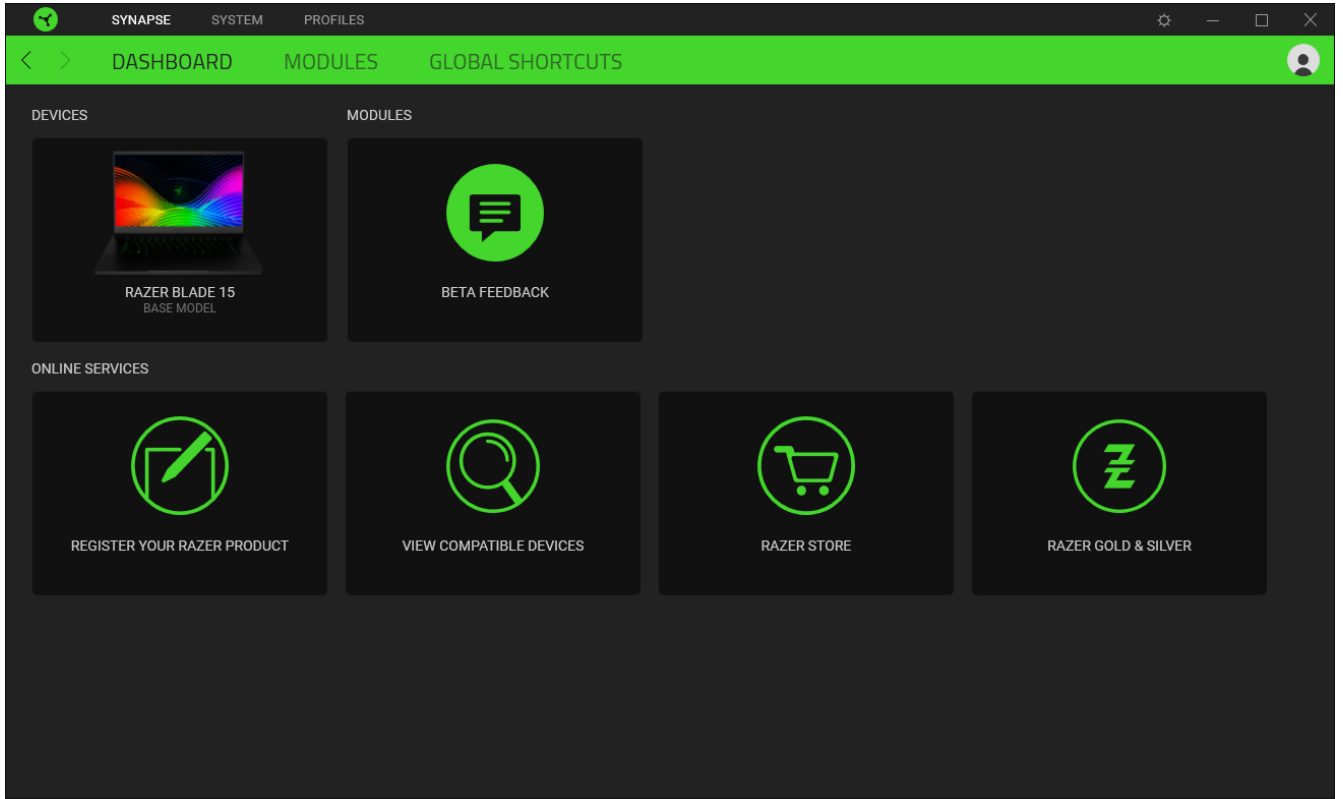 SYNAPSE SYSTEM PROFILES
DASHBOARD MODULES GLOBAL SHORTCUTS
DEVICES MODULES
RAZER BLADE 15
BASE MODEL
BETA FEEDBACK
ONLINE SERVICES
REGISTER YOUR RAZER PRODUCT
VIEW COMPATIBLE DEVICES
RAZER STORE
RAZER GOLD & SILVER